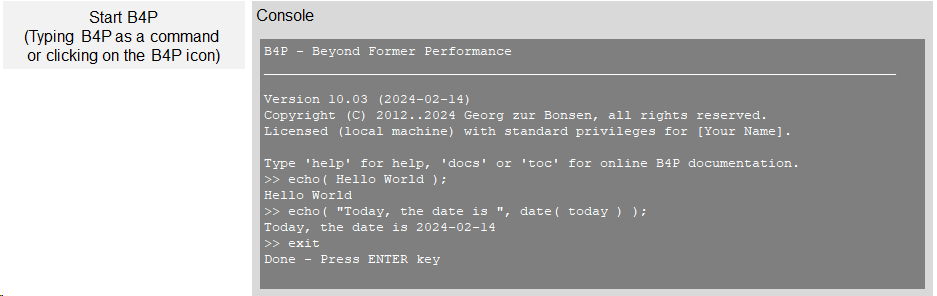 Start B4P
(Typing B4P as a command
or clicking on the B4P icon)
Console
B4P - Beyond Former Performance
Version 10.03 (2024-02-14)
Copyright (C) 2012..2024 Georg zur Bonsen, all rights reserved.
Licensed (local machine) with standard privileges for [Your Name].
Type 'help' for help, 'docs' or 'toc' for online B4P documentation.
>> echo( Hello World );
Hello World
>> echo( "Today, the date is ", date( today ) );
Today, the date is 2024-02-14
>> exit
Done - Press ENTER key